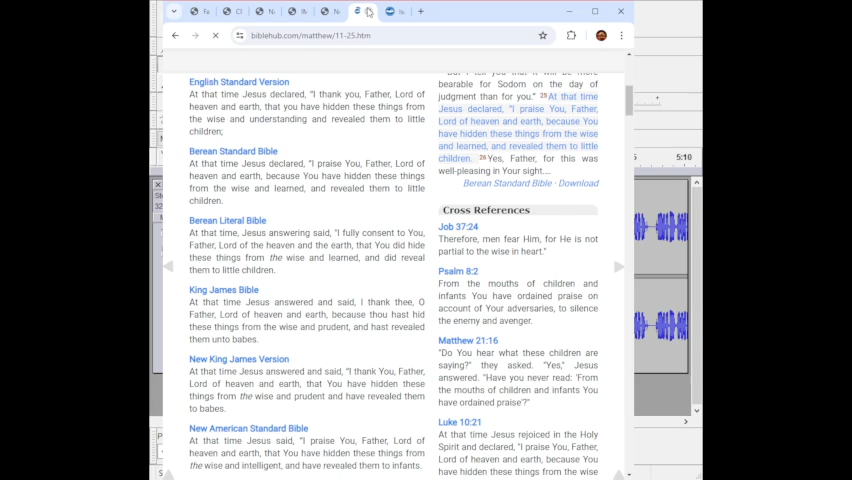 Fa
Cl
N
N
Is
biblehub.com/matthew/11-25.htm
English Standard Version
At that time Jesus declared, "I thank you, Father, Lord of
heaven and earth, that you have hidden these things from
the wise and understanding and revealed them to little
children;
Berean Standard Bible
At that time Jesus declared, "I praise You, Father, Lord of
heaven and earth, because You have hidden these things
from the wise and learned, and revealed them to little
children.
Berean Literal Bible
At that time, Jesus answering said, "I fully consent to You,
Father, Lord of the heaven and the earth, that You did hide
these things from the wise and learned, and did reveal
them to little children.
King James Bible
At that time Jesus answered and said, I thank thee, O
Father, Lord of heaven and earth, because thou hast hid
these things from the wise and prudent, and hast revealed
them unto babes.
New King James Version
At that time Jesus answered and said, "I thank You, Father,
Lord of heaven and earth, that You have hidden these
things from the wise and prudent and have revealed them
to babes.
New American Standard Bible
At that time Jesus said, "I praise You, Father, Lord of
heaven and earth, that You have hidden these things from
the wise and intelligent, and have revealed them to infants.
But I tell you that it will be more
bearable for Sodom on the day of
judgment than for you." 25At that time
Jesus declared, "I praise You, Father,
Lord of heaven and earth, because You
have hidden these things from the wise
and learned, and revealed them to little
children. 26Yes, Father, for this was
well-pleasing in Your sight....
Berean Standard Bible · Download
Cross References
Job 37:24
Therefore, men fear Him, for He is not
partial to the wise in heart."
Psalm 8:2
From the mouths of children and
infants You have ordained praise on
account of Your adversaries, to silence
the enemy and avenger.
Matthew 21:16
"Do You hear what these children are
saying?" they asked. "Yes," Jesus
answered. "Have you never read: 'From
the mouths of children and infants You
have ordained praise'?"
Luke 10:21
At that time Jesus rejoiced in the Holy
Spirit and declared, "I praise You, Father,
Lord of heaven and earth, because You
have hidden these things from the wise
5 5:10
St
32